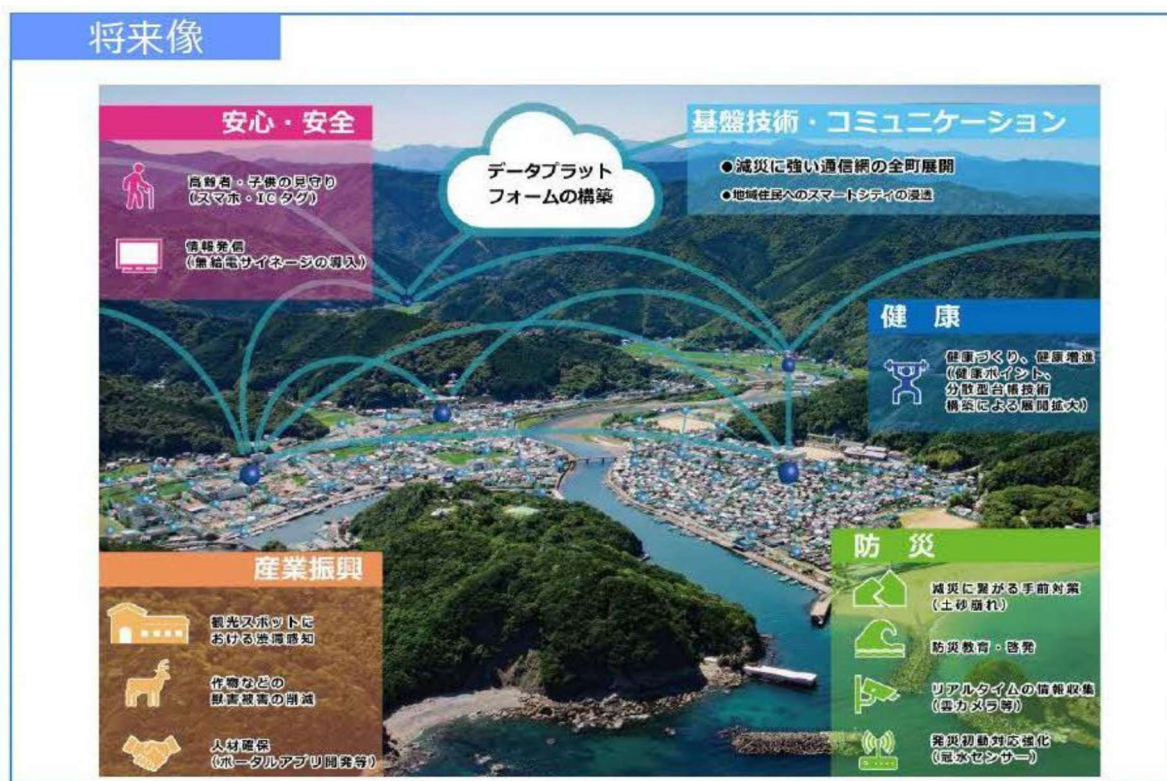 将来像
安心・安全
高齢者・子供の見守り
(スマホ・ICタグ)
情報発信
(無給電サイネージの導入)
データプラット
フォームの構築
基盤技術・コミュニケーション
●減災に強い通信網の全町展開
●地域住民へのスマートシティの浸透
健 康
健康づくり、健康増進
(健康ポイント、
分散型台帳技術
構築による展開拡大)
産業振興
観光スポットに
おける渋滞感知
作物などの
獣害被害の削減
人材確保
(ポータルアプリ開発等)
防 災
減災に繋がる手前対策
(土砂崩れ)
防災教育・啓発
リアルタイムの情報収集
(雲カメラ等)
発災初動対応強化
(冠水センサー)